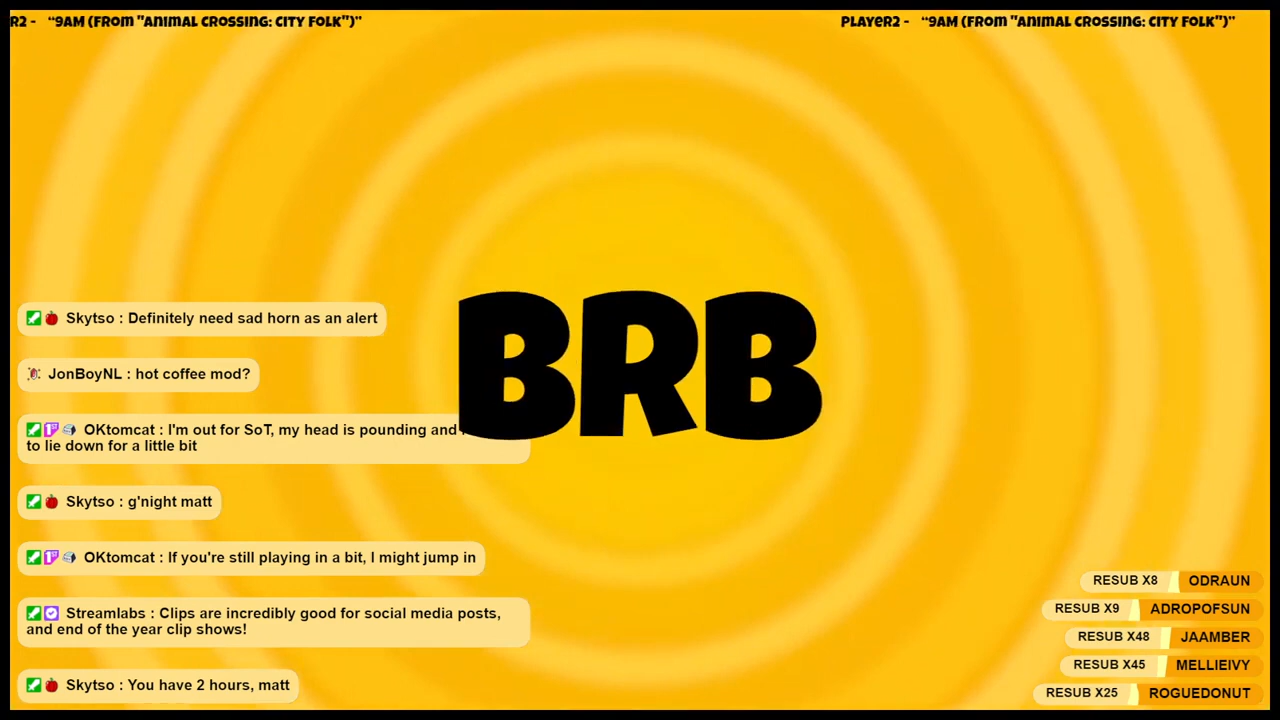 R2 - “9AM (FROM "ANIMAL CROSSING: CITY FOLK")”
PLAYER2 - “9AM (FROM "ANIMAL CROSSING: CITY FOLK")”
BRB
Skytso : Definitely need sad horn as an alert
JonBoyNL : hot coffee mod?
OKtomcat : I'm out for SoT, my head is pounding and
to lie down for a little bit
Skytso : g'night matt
OKtomcat : If you're still playing in a bit, I might jump in
Streamlabs : Clips are incredibly good for social media posts,
and end of the year clip shows!
Skytso : You have 2 hours, matt
RESUB X8 ODRAUN
RESUB X9 ADROPOFSUN
RESUB X48 JAAMBER
RESUB X45 MELLIEIVY
RESUB X25 ROGUEDONUT